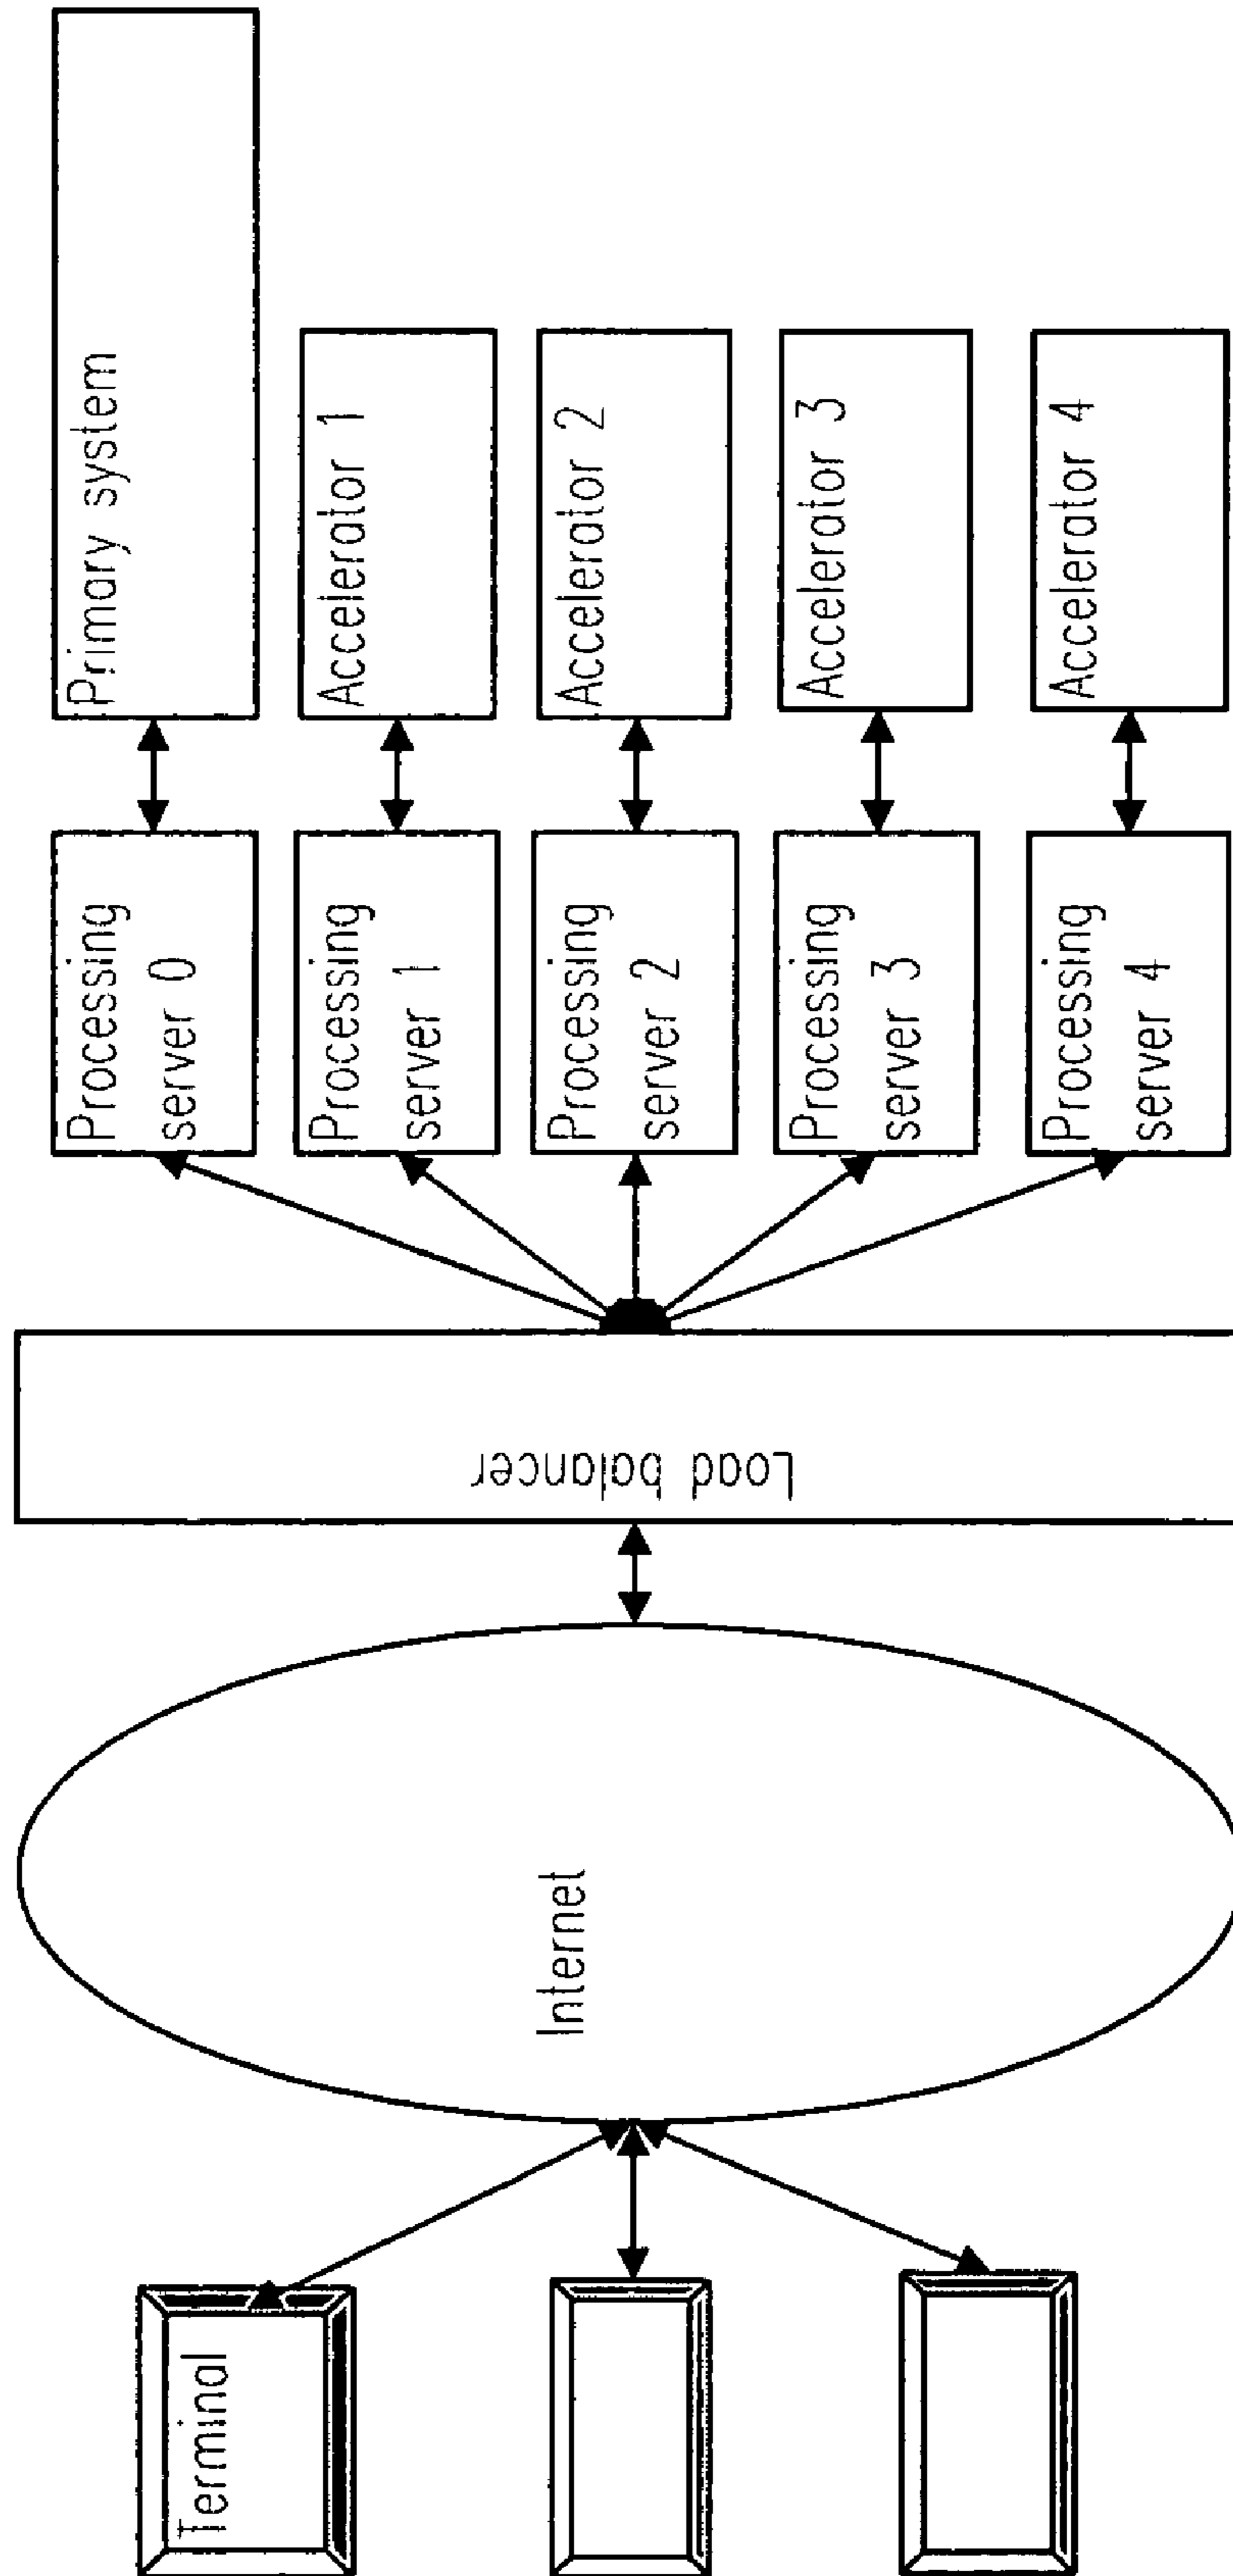 Terminal
Internet
Load balancer
Processing
server 0
Processing
server 1
Processing
server 2
Processing
server 3
Processing
server 4
Primary system
Accelerator 1
Accelerator 2
Accelerator 3
Accelerator 4